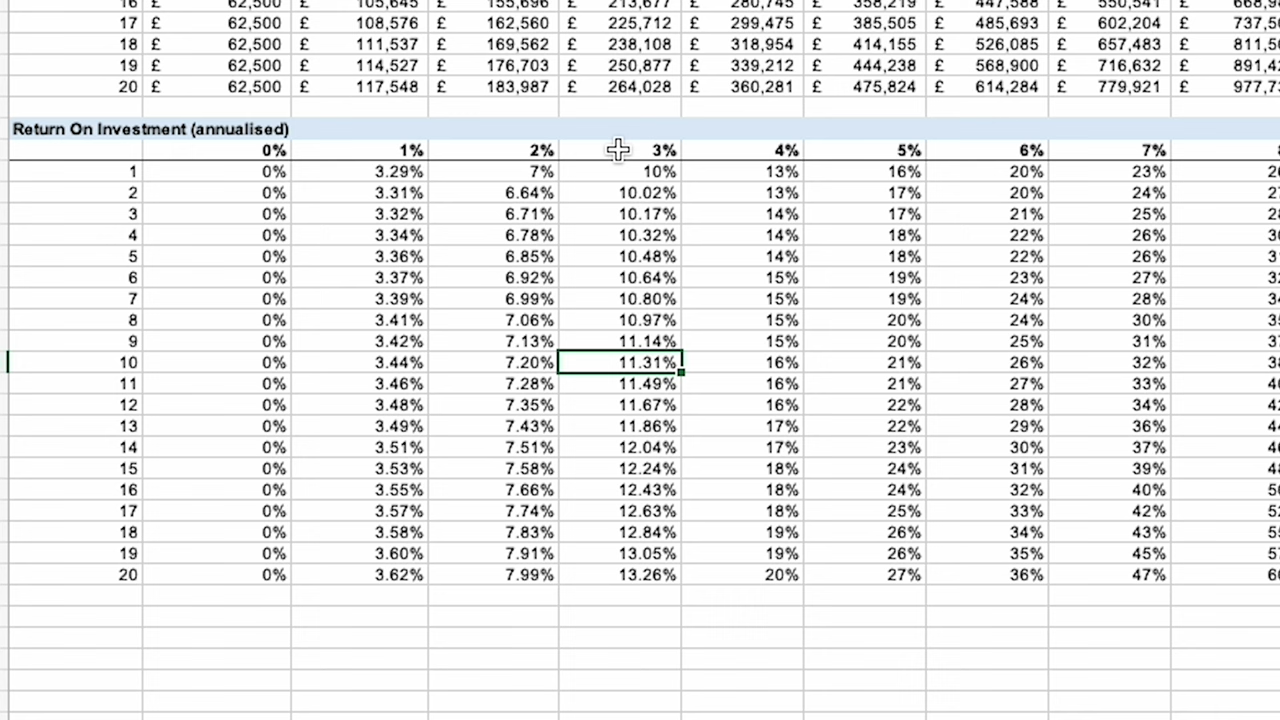 16 £ 62,500 £ 105,645 £ 155,696 £ 213,677 £ 280,745 £ 358,219 £ 447,588 £ 550,541 £
17 £ 62,500 £ 108,576 £ 162,560 £ 225,712 £ 299,475 £ 385,505 £ 485,693 £ 602,204 £ 737,5
18 £ 62,500 £ 111,537 £ 169,562 £ 238,108 £ 318,954 £ 414,155 £ 526,085 £ 657,483 £ 811,5
19 £ 62,500 £ 114,527 £ 176,703 £ 250,877 £ 339,212 £ 444,238 £ 568,900 £ 716,632 £ 891,4
20 £ 62,500 £ 117,548 £ 183,987 £ 264,028 £ 360,281 £ 475,824 £ 614,284 £ 779,921 £ 977,7
Return On Investment (annualised)
0% 1% 2% 3% 4% 5% 6% 7%
1 0% 3.29% 7% 10% 13% 16% 20% 23% 2
2 0% 3.31% 6.64% 10.02% 13% 17% 20% 24% 2
3 0% 3.32% 6.71% 10.17% 14% 17% 21% 25% 2
4 0% 3.34% 6.78% 10.32% 14% 18% 22% 26% 3
5 0% 3.36% 6.85% 10.48% 14% 18% 22% 26% 3
6 0% 3.37% 6.92% 10.64% 15% 19% 23% 27% 3
7 0% 3.39% 6.99% 10.80% 15% 19% 24% 28% 3
8 0% 3.41% 7.06% 10.97% 15% 20% 24% 30% 3
9 0% 3.42% 7.13% 11.14% 15% 20% 25% 31% 3
10 0% 3.44% 7.20% 11.31% 16% 21% 26% 32% 3
11 0% 3.46% 7.28% 11.49% 16% 21% 27% 33% 4
12 0% 3.48% 7.35% 11.67% 16% 22% 28% 34% 4
13 0% 3.49% 7.43% 11.86% 17% 22% 29% 36% 4
14 0% 3.51% 7.51% 12.04% 17% 23% 30% 37% 4
15 0% 3.53% 7.58% 12.24% 18% 24% 31% 39% 4
16 0% 3.55% 7.66% 12.43% 18% 24% 32% 40% 5
17 0% 3.57% 7.74% 12.63% 18% 25% 33% 42% 5
18 0% 3.58% 7.83% 12.84% 19% 26% 34% 43% 5
19 0% 3.60% 7.91% 13.05% 19% 26% 35% 45% 5
20 0% 3.62% 7.99% 13.26% 20% 27% 36% 47% 6